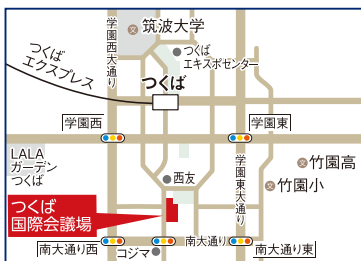 文 筑波大学
学園西大通り
つくば
エキスポセンター
つくば
エクスプレス
つくば
学園西
学園東
LALA
ガーデン
つくば
学園東大通り
文 竹園高
西友
文 竹園小
つくば
国際会議場
南大通り西
南大通り
南大通り東
コジマ